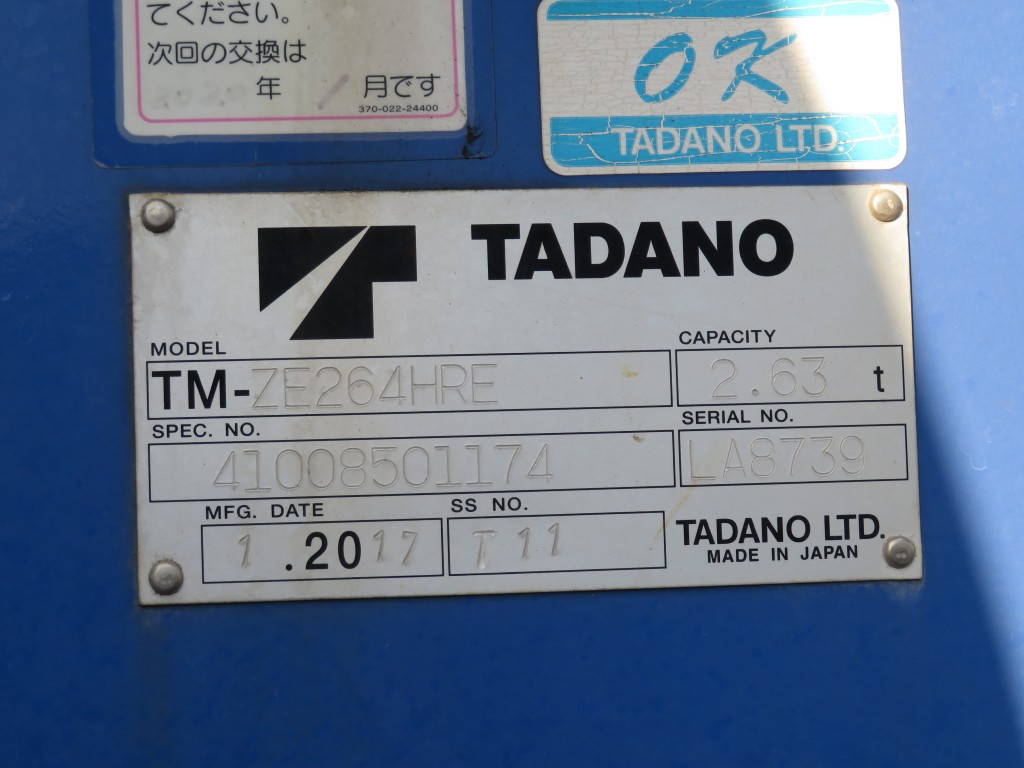 てください。
次回の交換は
年 月です
370-022-24400
OK
TADANO LTD.
TADANO
MODEL
TM-ZE264HRE
CAPACITY
2.63 t
SPEC. NO.
41008501174
SERIAL NO.
LA8739
MFG. DATE
1 .2017
SS NO.
T11
TADANO LTD.
MADE IN JAPAN